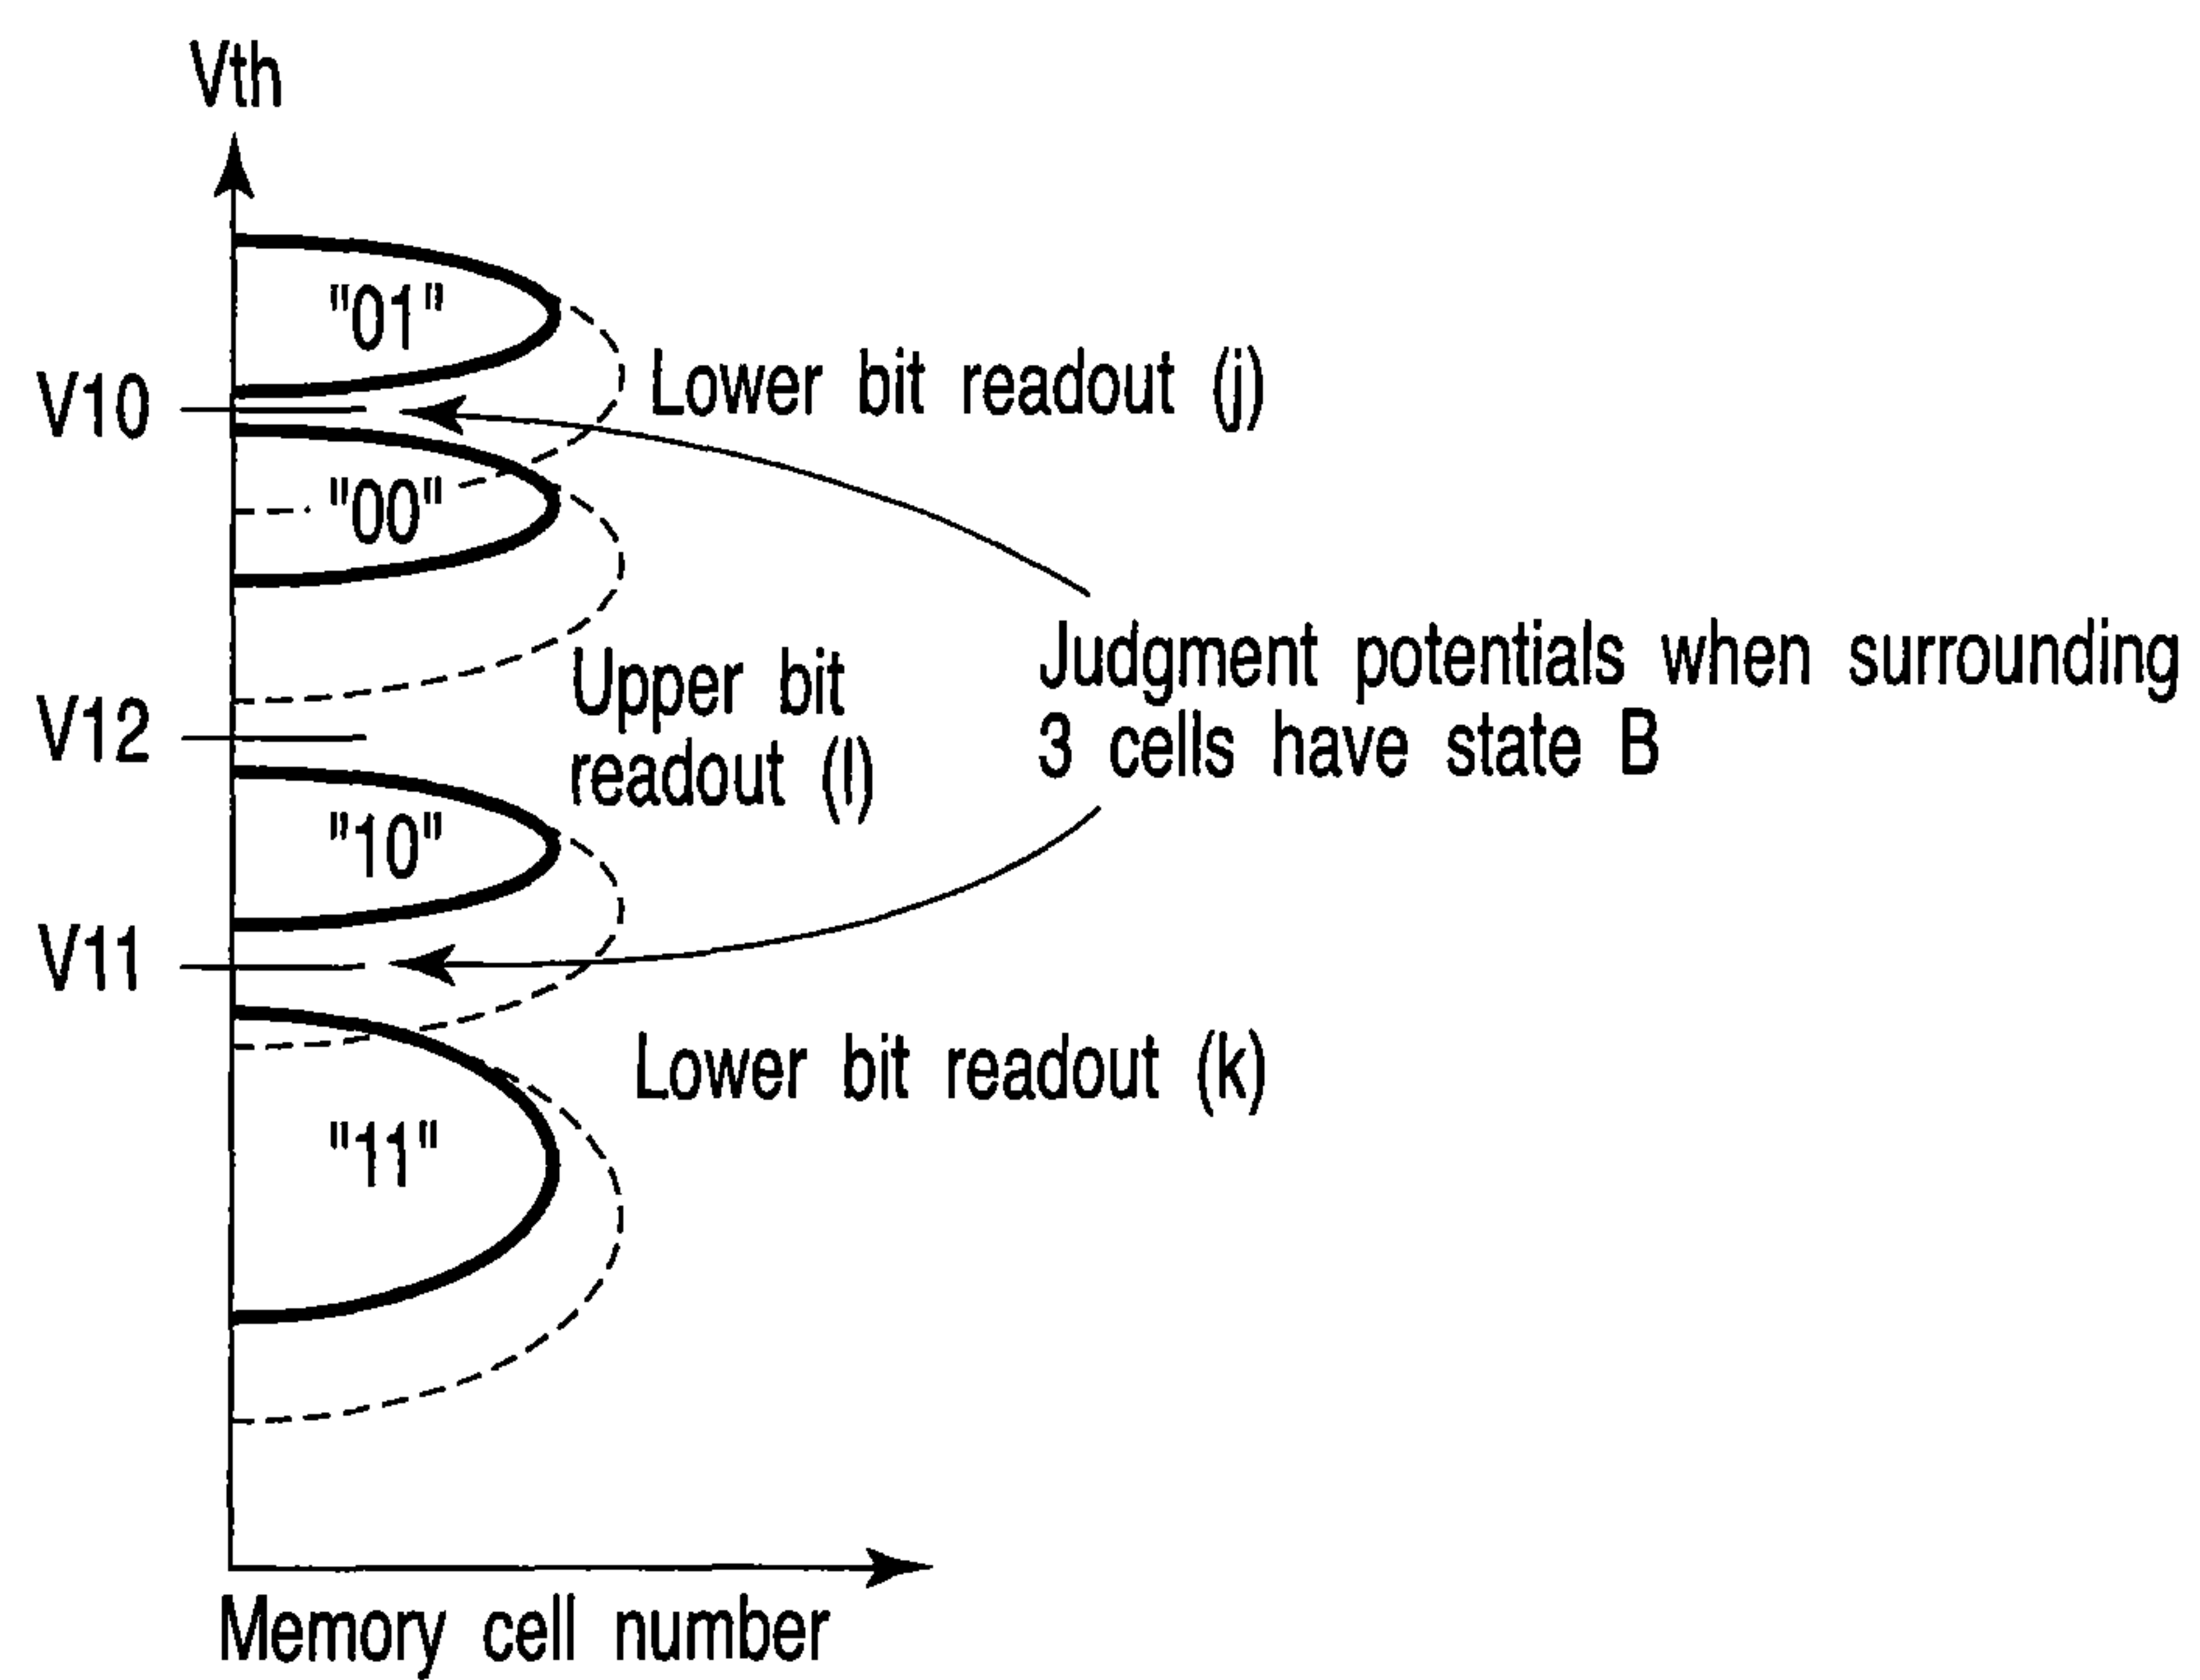 Vth
"01"
V10
Lower bit readout (j)
"00"
Upper bit
readout (l)
Judgment potentials when surrounding
3 cells have state B
V12
"10"
V11
Lower bit readout (k)
"11"
Memory cell number